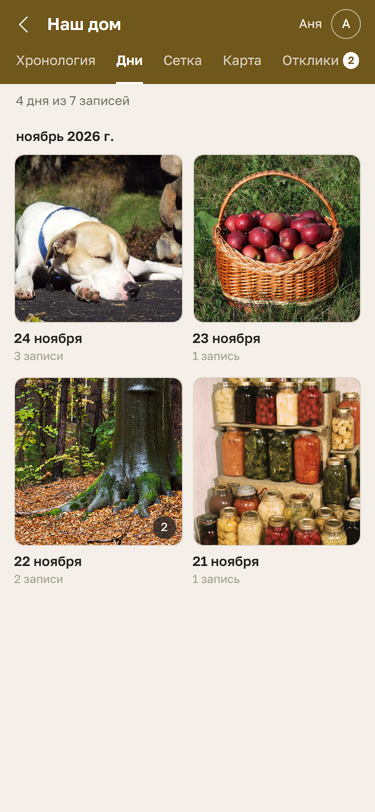 Наш дом
Аня
А
Хронология Дни Сетка Карта Отклики 2
4 дня из 7 записей
ноябрь 2026 г.
24 ноября 23 ноября
3 записи 1 запись
2
22 ноября 21 ноября
2 записи 1 запись